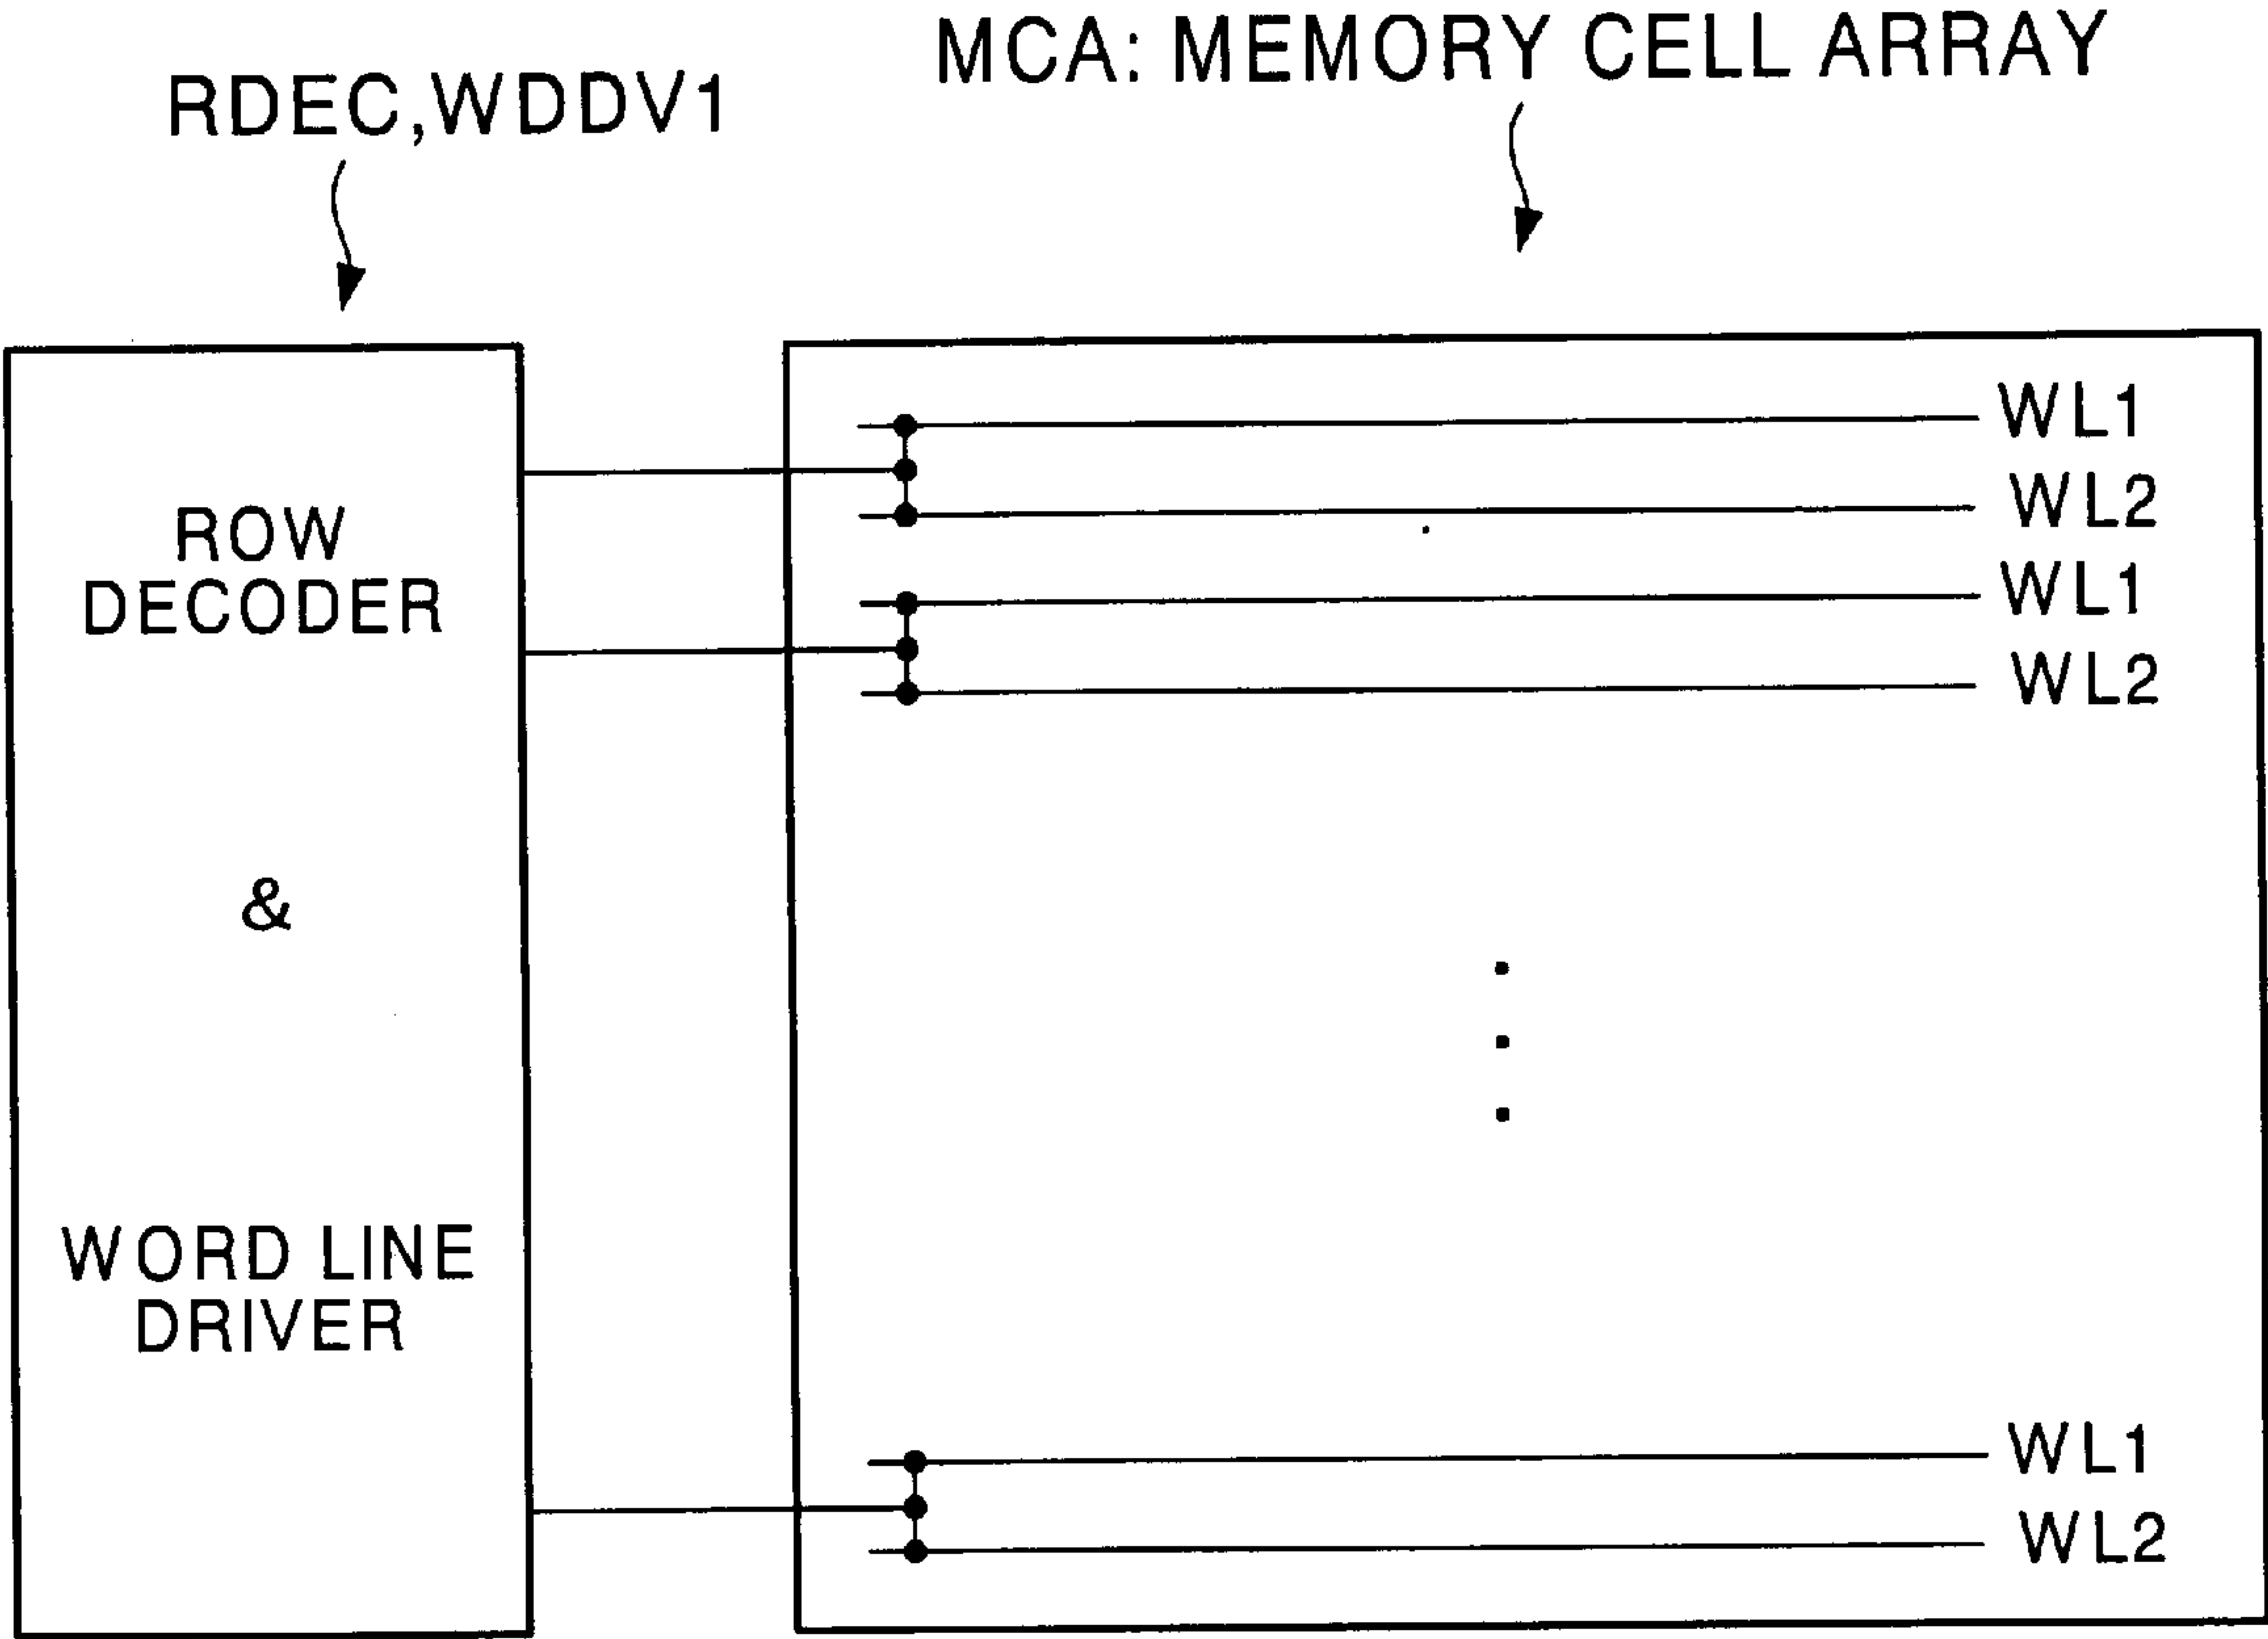 MCA: MEMORY CELL ARRAY
RDEC,WDDV1
ROW
DECODER
&
WORD LINE
DRIVER
WL1
WL2
WL1
WL2
WL1
WL2